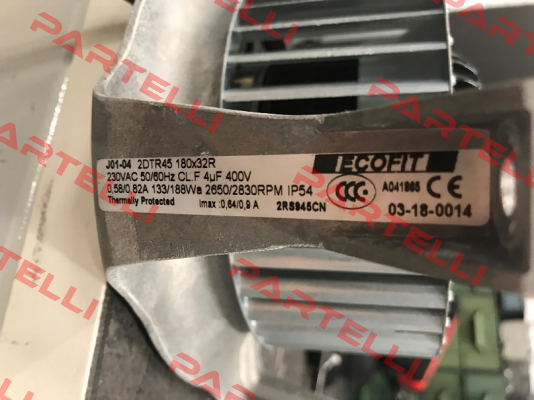 J01-04 2DTR45 180x32R
230VAC 50/60Hz CL.F 4µF 400V
0,58/0,82A 133/188Wa 2650/2830RPM IP54
Thermally Protected Imax :0,64/0,9 A 2RS945CN
ECOFIT
CCC
A041865
03-18-0014
PARTELLI
PARTELLI
PARTELLI
PARTELLI
PARTELLI
PARTELLI